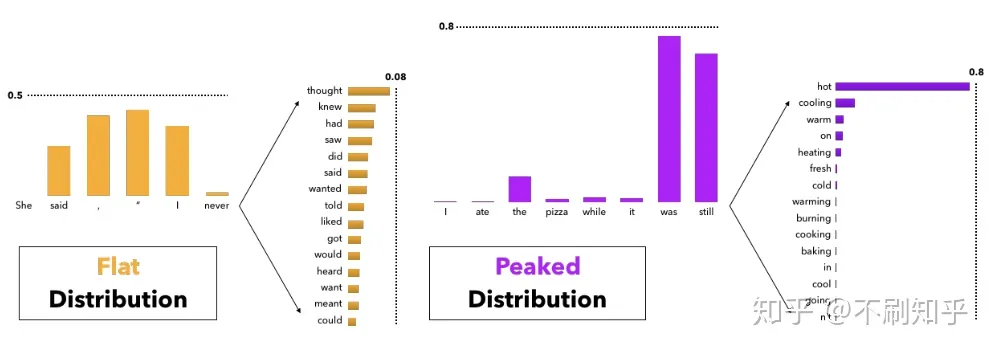 0.5
She said , “ I never
Flat
Distribution
0.08
thought
knew
had
saw
did
said
wanted
told
liked
got
would
heard
want
meant
could
0.8
I ate the pizza while it was still
Peaked
Distribution
0.8
hot
cooling
warm
on
heating
fresh
cold
warming
burning
cooking
baking
in
cool
going
n't
知乎 @不刷知乎